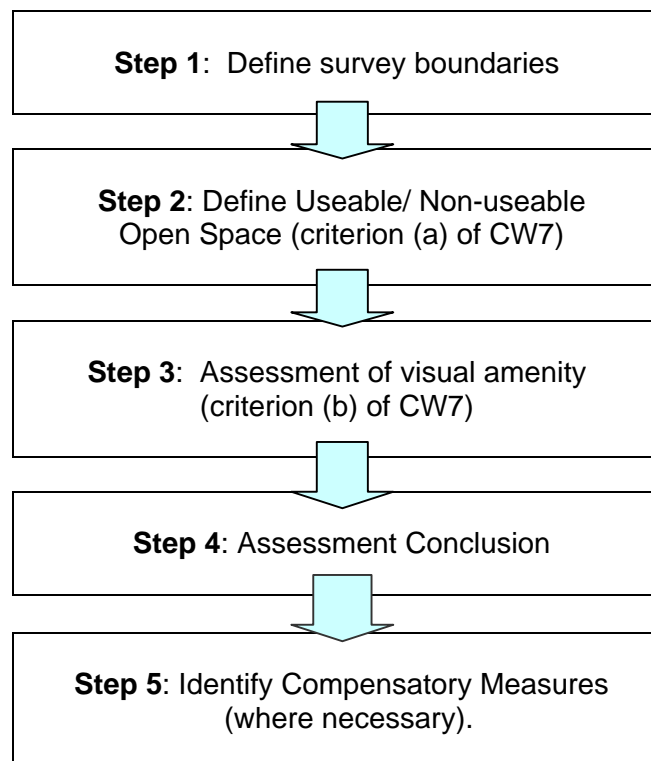 Step 1: Define survey boundaries
Step 2: Define Useable/ Non-useable
Open Space (criterion (a) of CW7)
Step 3: Assessment of visual amenity
(criterion (b) of CW7)
Step 4: Assessment Conclusion
Step 5: Identify Compensatory Measures
(where necessary).